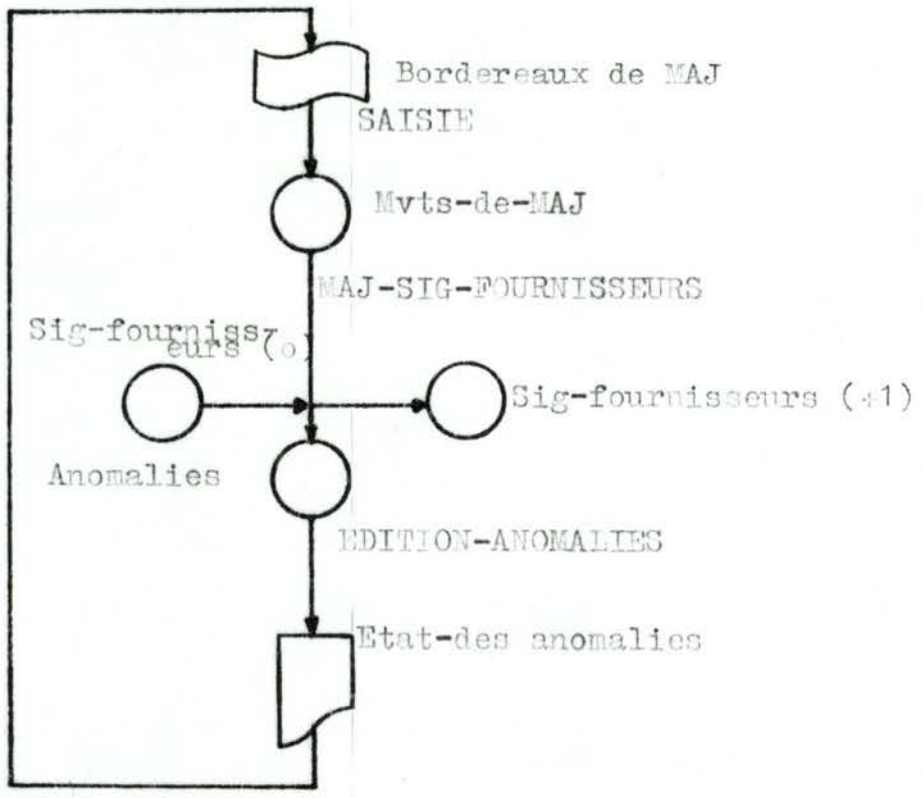 Bordereaux de MAJ
SAISIE
Mvts-de-MAJ
MAJ-SIG-FOURNISSEURS
Sig-fourniss-
eurs (o)
Sig-fournisseurs (+1)
Anomalies
EDITION-ANOMALIES
Etat-des anomalies